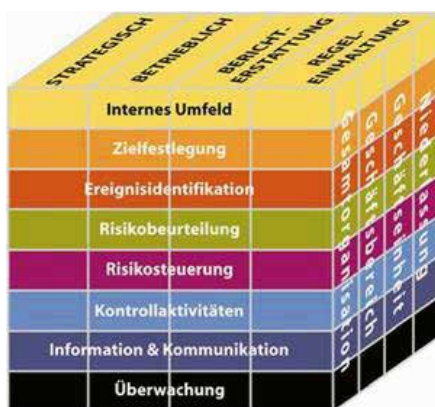 STRATEGISCH
BETRIEBLICH
BERICHT-
ERSTATTUNG
REGEL-
EINHALTUNG
Internes Umfeld
Zielfestlegung
Ereignisidentifikation
Risikobeurteilung
Risikosteuerung
Kontrollaktivitäten
Information & Kommunikation
Überwachung
Gesamtorganisation
Geschäftsbereich
Geschäftseinheit